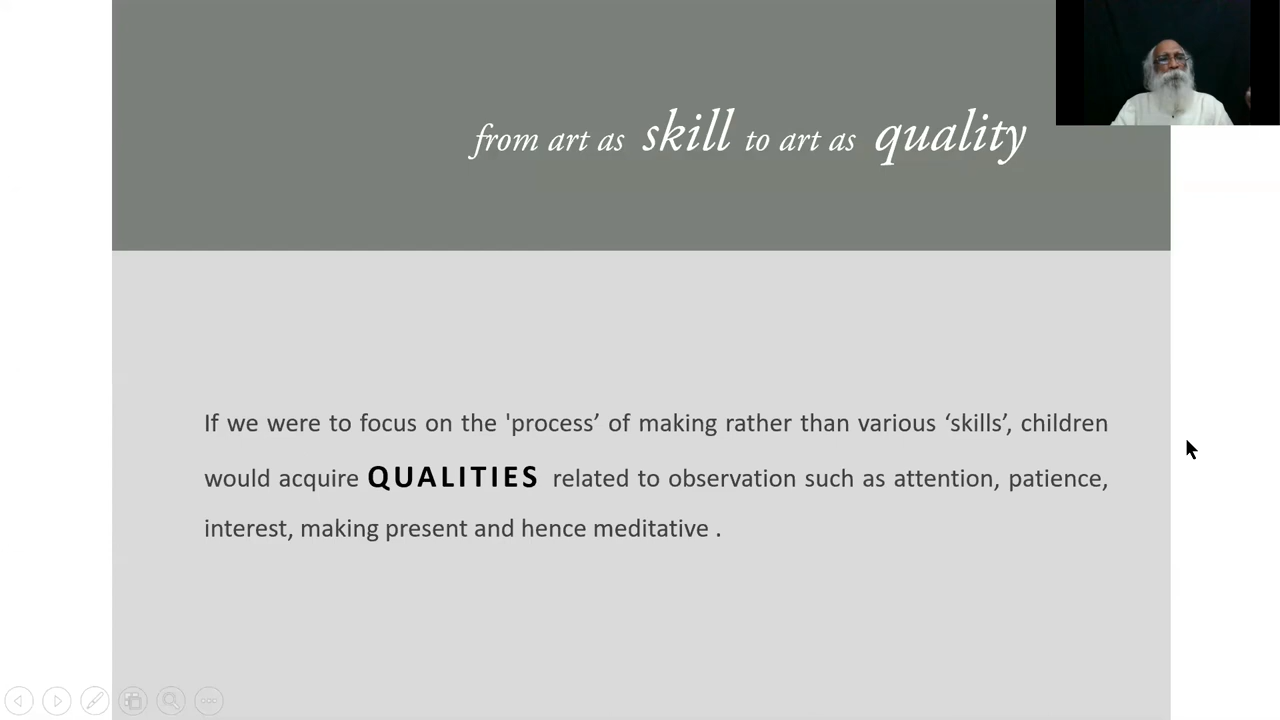 from art as skill to art as quality
If we were to focus on the 'process’ of making rather than various ‘skills’, children
would acquire QUALITIES related to observation such as attention, patience,
interest, making present and hence meditative .